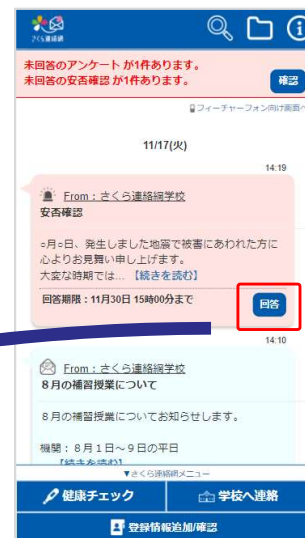 さくら連絡網
未回答のアンケート が1件あります。
未回答の安否確認 が1件あります。
確認
フィーチャーフォン向け画面へ
11/17(火)
14:19
From：さくら連絡網学校
安否確認
○月○日、発生しました地震で被害にあわれた方に
心よりお見舞い申し上げます。
大変な時期では... 【続きを読む】
回答期限：11月30日 15時00分まで
回答
14:10
From：さくら連絡網学校
８月の補習授業について
８月の補習授業についてお知らせします。
機関：８月１日～９日の平日
【続きを読む】
▼さくら連絡網メニュー
健康チェック
学校へ連絡
登録情報追加/確認